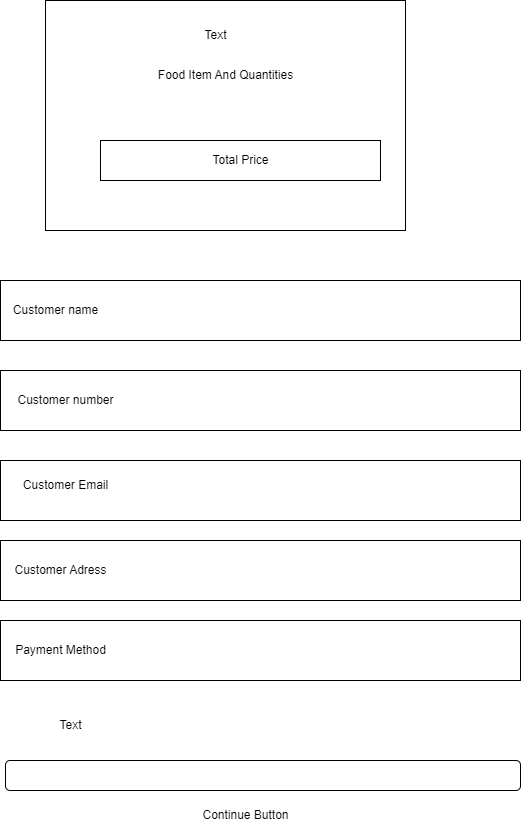 Text
Food Item And Quantities
Total Price
Customer name
Customer number
Customer Email
Customer Adress
Payment Method
Text
Continue Button